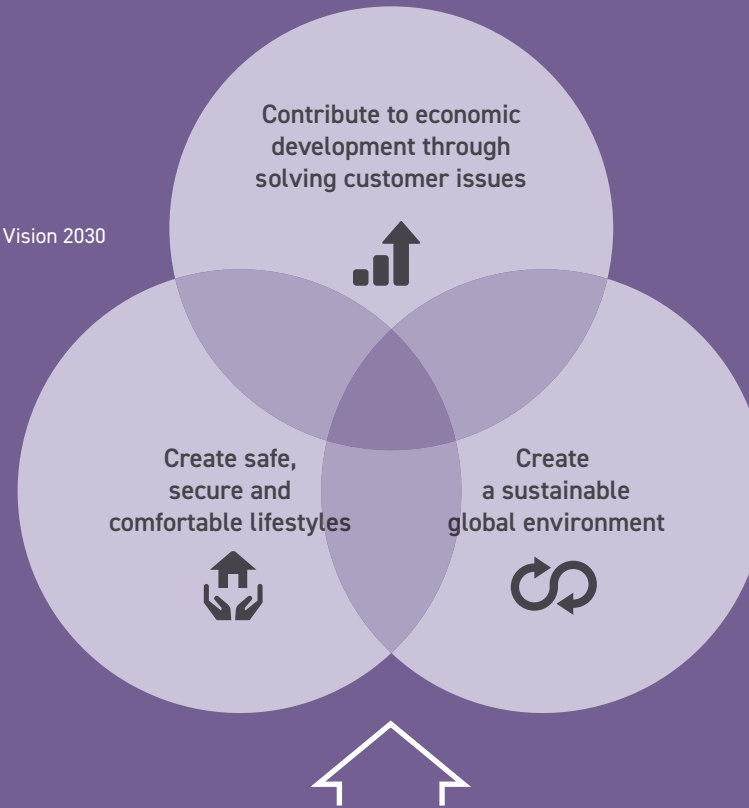 Contribute to economic
development through
solving customer issues
Vision 2030
Create safe,
secure and
comfortable lifestyles
Create
a sustainable
global environment